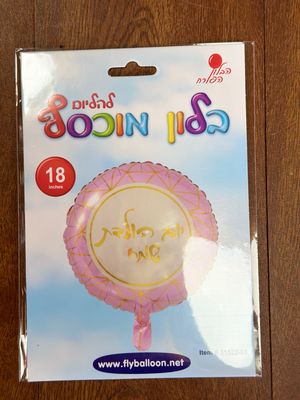 הבלון
הפורח
להליום
בלון מוכסף
18
inches
יום הולדת
שמח
www.flyballoon.net